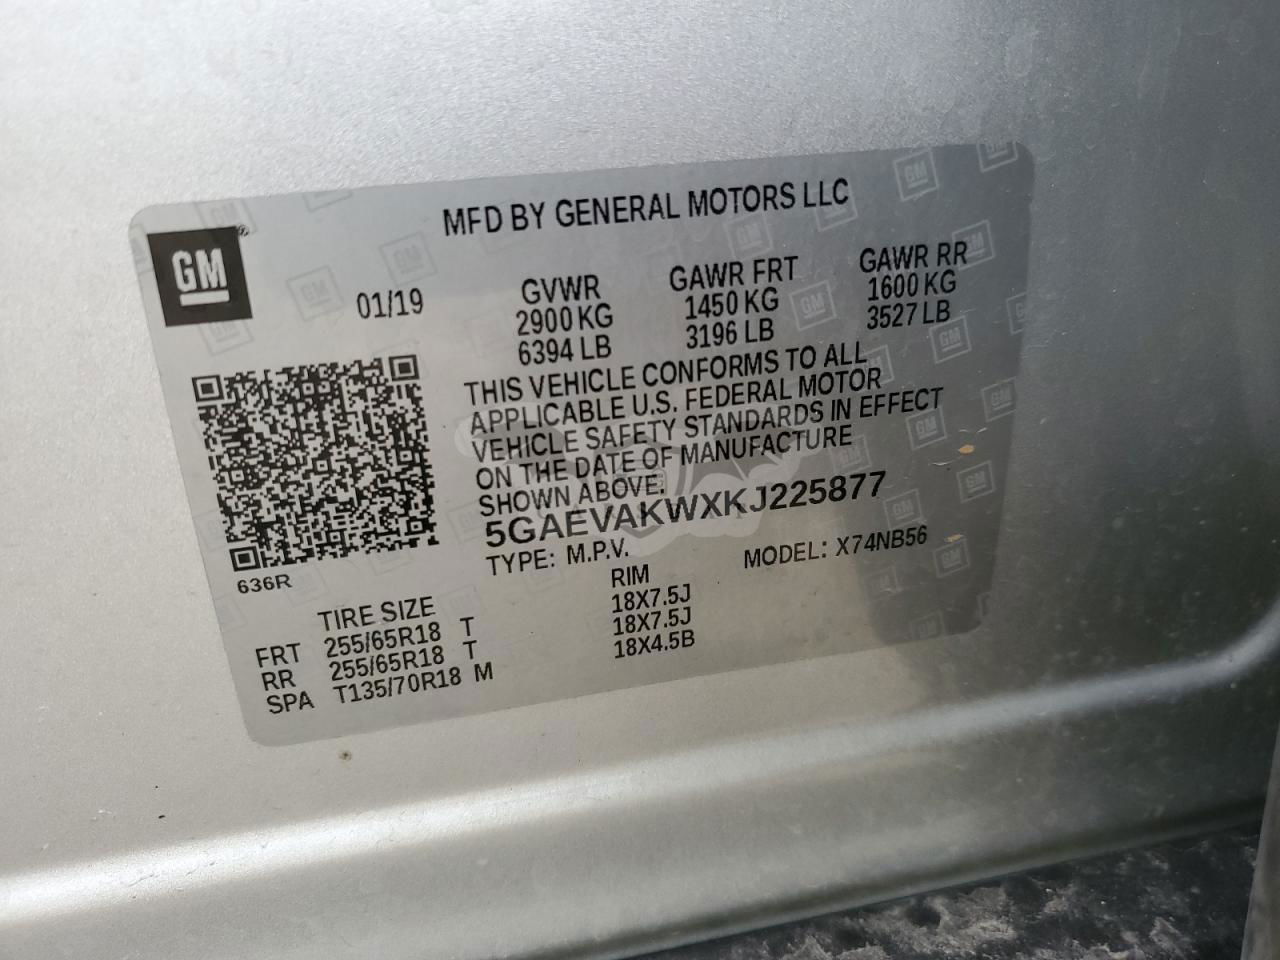 MFD BY GENERAL MOTORS LLC
GM®
01/19
GVWR GAWR FRT GAWR RR
2900 KG 1450 KG 1600 KG
6394 LB 3196 LB 3527 LB
THIS VEHICLE CONFORMS TO ALL
APPLICABLE U.S. FEDERAL MOTOR
VEHICLE SAFETY STANDARDS IN EFFECT
ON THE DATE OF MANUFACTURE
SHOWN ABOVE.
5GAEVAKWXKJ225877
TYPE: M.P.V. MODEL: X74NB56
636R
TIRE SIZE RIM
FRT 255/65R18 T 18X7.5J
RR 255/65R18 T 18X7.5J
SPA T135/70R18 M 18X4.5B